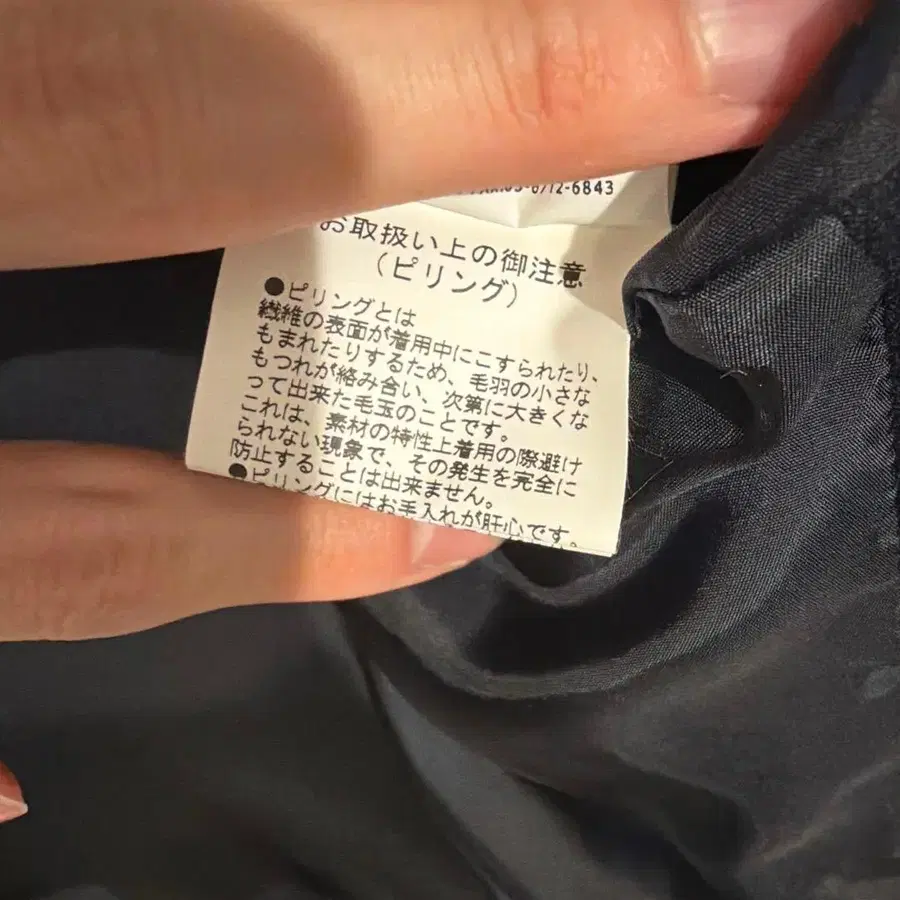 6712-6843
お取扱い上の御注意
(ピリング)
●ピリングとは
繊維の表面が着用中にこすられたり、
もまれたりするため、毛羽の小さな
もつれが絡み合い、次第に大きくな
って出来た毛玉のことです。
これは、素材の特性上着用の際避け
られない現象で、その発生を完全に
防止することは出来ません。
●ピリングにはお手入れが肝心です。